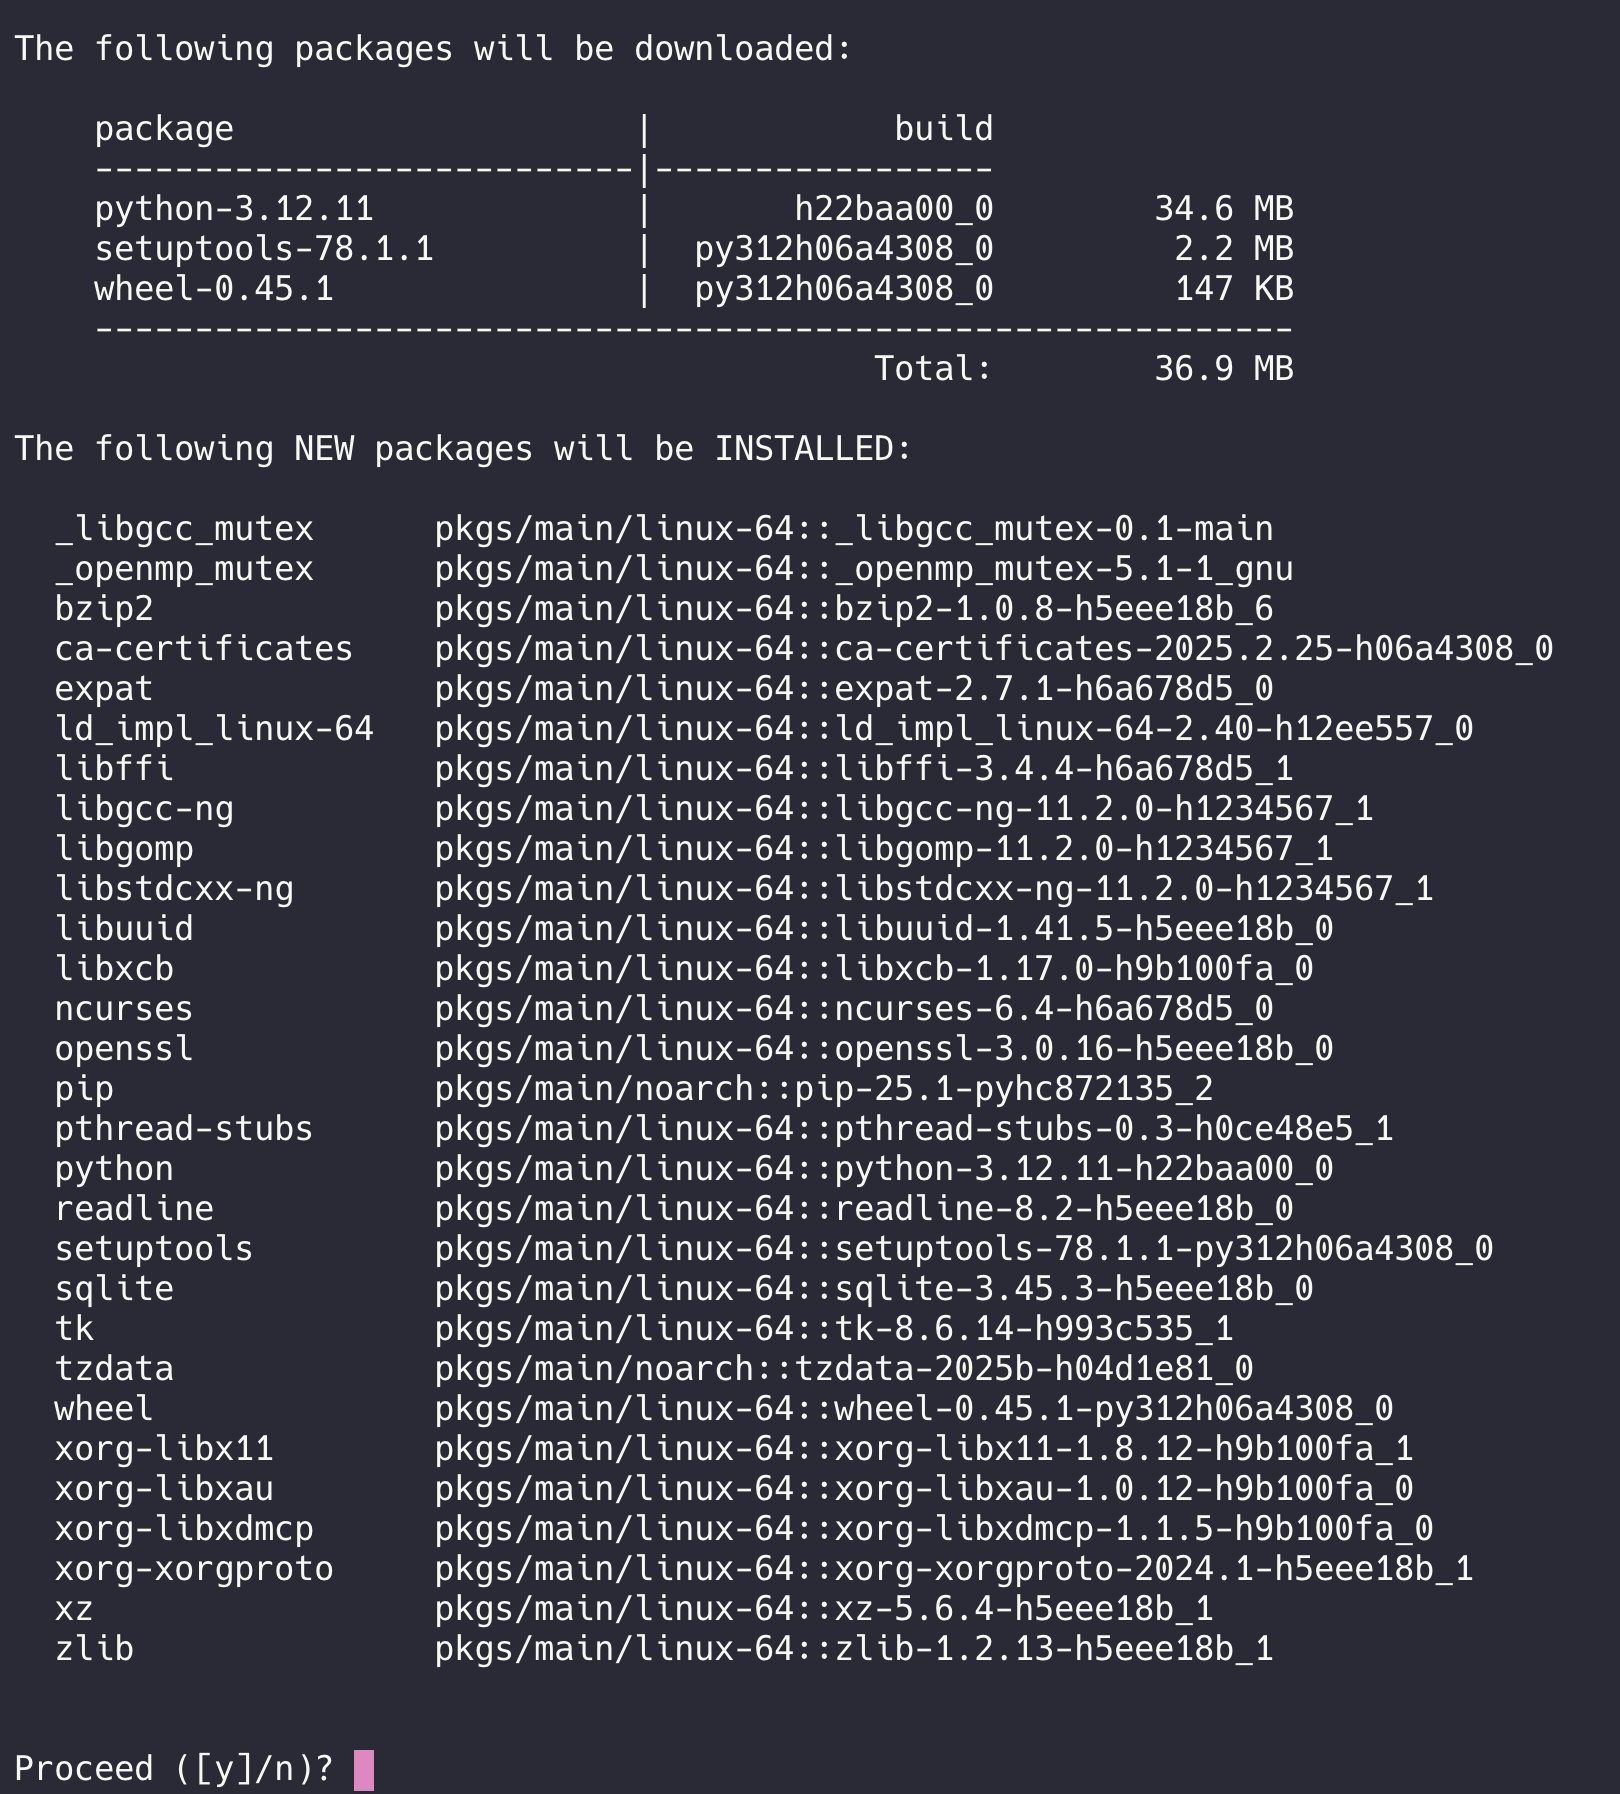 The following packages will be downloaded:
package | build
---------------------------|-----------------
python-3.12.11 | h22baa00_0 34.6 MB
setuptools-78.1.1 | py312h06a4308_0 2.2 MB
wheel-0.45.1 | py312h06a4308_0 147 KB
------------------------------------------------------------
Total: 36.9 MB
The following NEW packages will be INSTALLED:
_libgcc_mutex pkgs/main/linux-64::_libgcc_mutex-0.1-main
_openmp_mutex pkgs/main/linux-64::_openmp_mutex-5.1-1_gnu
bzip2 pkgs/main/linux-64::bzip2-1.0.8-h5eee18b_6
ca-certificates pkgs/main/linux-64::ca-certificates-2025.2.25-h06a4308_0
expat pkgs/main/linux-64::expat-2.7.1-h6a678d5_0
ld_impl_linux-64 pkgs/main/linux-64::ld_impl_linux-64-2.40-h12ee557_0
libffi pkgs/main/linux-64::libffi-3.4.4-h6a678d5_1
libgcc-ng pkgs/main/linux-64::libgcc-ng-11.2.0-h1234567_1
libgomp pkgs/main/linux-64::libgomp-11.2.0-h1234567_1
libstdcxx-ng pkgs/main/linux-64::libstdcxx-ng-11.2.0-h1234567_1
libuuid pkgs/main/linux-64::libuuid-1.41.5-h5eee18b_0
libxcb pkgs/main/linux-64::libxcb-1.17.0-h9b100fa_0
ncurses pkgs/main/linux-64::ncurses-6.4-h6a678d5_0
openssl pkgs/main/linux-64::openssl-3.0.16-h5eee18b_0
pip pkgs/main/noarch::pip-25.1-pyhc872135_2
pthread-stubs pkgs/main/linux-64::pthread-stubs-0.3-h0ce48e5_1
python pkgs/main/linux-64::python-3.12.11-h22baa00_0
readline pkgs/main/linux-64::readline-8.2-h5eee18b_0
setuptools pkgs/main/linux-64::setuptools-78.1.1-py312h06a4308_0
sqlite pkgs/main/linux-64::sqlite-3.45.3-h5eee18b_0
tk pkgs/main/linux-64::tk-8.6.14-h993c535_1
tzdata pkgs/main/noarch::tzdata-2025b-h04d1e81_0
wheel pkgs/main/linux-64::wheel-0.45.1-py312h06a4308_0
xorg-libx11 pkgs/main/linux-64::xorg-libx11-1.8.12-h9b100fa_1
xorg-libxau pkgs/main/linux-64::xorg-libxau-1.0.12-h9b100fa_0
xorg-libxdmcp pkgs/main/linux-64::xorg-libxdmcp-1.1.5-h9b100fa_0
xorg-xorgproto pkgs/main/linux-64::xorg-xorgproto-2024.1-h5eee18b_1
xz pkgs/main/linux-64::xz-5.6.4-h5eee18b_1
zlib pkgs/main/linux-64::zlib-1.2.13-h5eee18b_1
Proceed ([y]/n)?